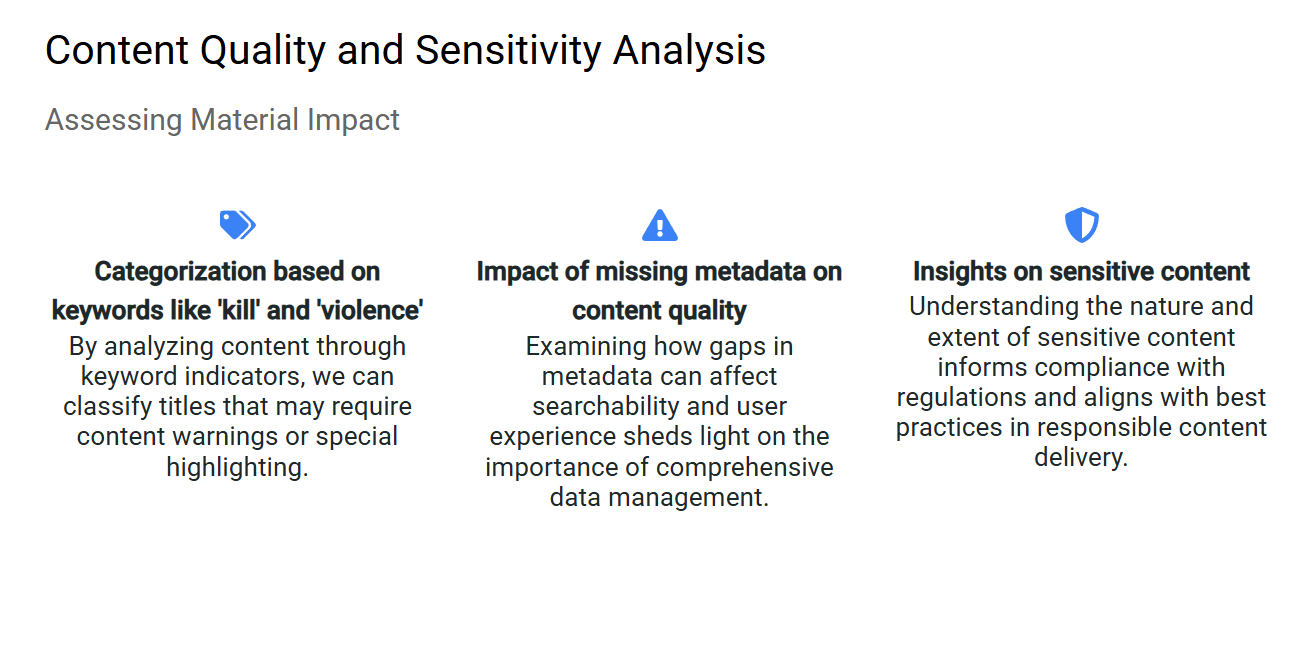 Content Quality and Sensitivity Analysis
Assessing Material Impact
Categorization based on
keywords like 'kill' and 'violence'
By analyzing content through
keyword indicators, we can
classify titles that may require
content warnings or special
highlighting.
Impact of missing metadata on
content quality
Examining how gaps in
metadata can affect
searchability and user
experience sheds light on the
importance of comprehensive
data management.
Insights on sensitive content
Understanding the nature and
extent of sensitive content
informs compliance with
regulations and aligns with best
practices in responsible content
delivery.